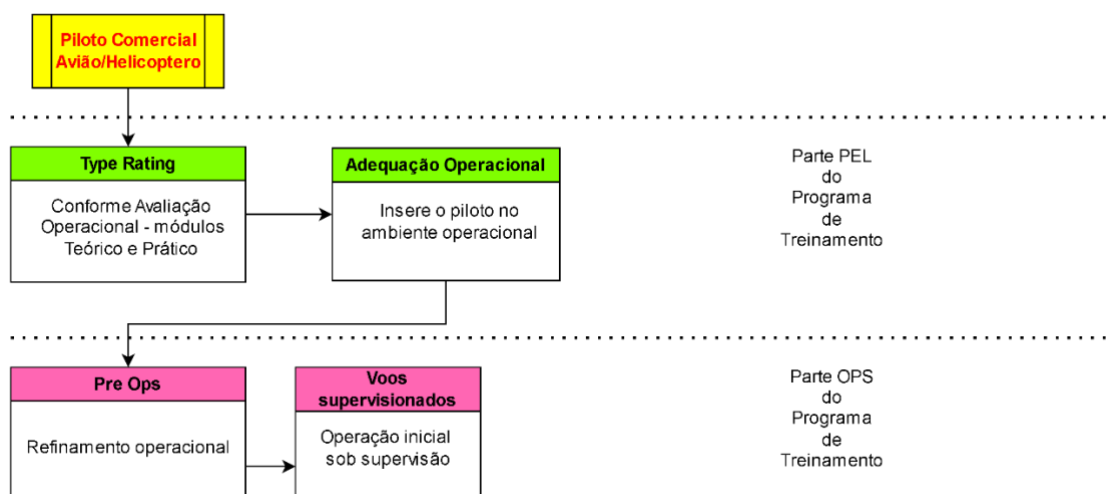 Piloto Comercial
Avião/Helicoptero
Type Rating
Conforme Avaliação
Operacional - módulos
Teórico e Prático
Adequação Operacional
Insere o piloto no
ambiente operacional
Parte PEL
do
Programa
de
Treinamento
Pre Ops
Refinamento operacional
Voos
supervisionados
Operação inicial
sob supervisão
Parte OPS
do
Programa
de
Treinamento